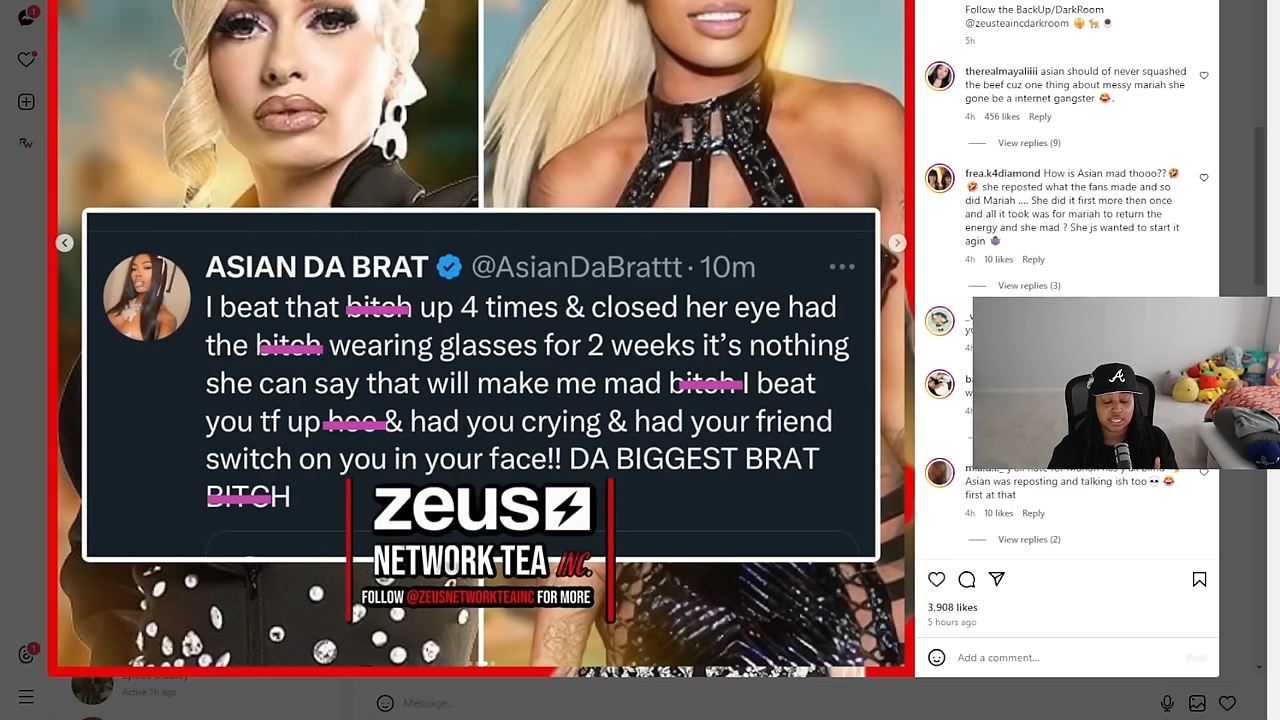 ASIAN DA BRAT @AsianDaBrattt · 10m
I beat that bitch up 4 times & closed her eye had
the bitch wearing glasses for 2 weeks it’s nothing
she can say that will make me mad bitch I beat
you tf up hoe & had you crying & had your friend
switch on you in your face!! DA BIGGEST BRAT
BITCH
zeus
NETWORK TEA INC.
FOLLOW @ZEUSNETWORKTEAINC FOR MORE
Active 1h ago
Message...
Follow the BackUp/DarkRoom
@zeusteaincdarkroom
5h
therealmayaliiii asian should of never squashed
the beef cuz one thing about messy mariah she
gone be a internet gangster 😂.
4h 456 likes Reply
View replies (9)
frea.k4diamond How is Asian mad thooo??🤣
🤣 she reposted what the fans made and so
did Mariah .... She did it first more then once
and all it took was for mariah to return the
energy and she mad ? She js wanted to start it
agin
4h 10 likes Reply
View replies (3)
Asian was reposting and talking ish too💀😂
first at that
4h 10 likes Reply
View replies (2)
3,908 likes
5 hours ago
Add a comment...
Post